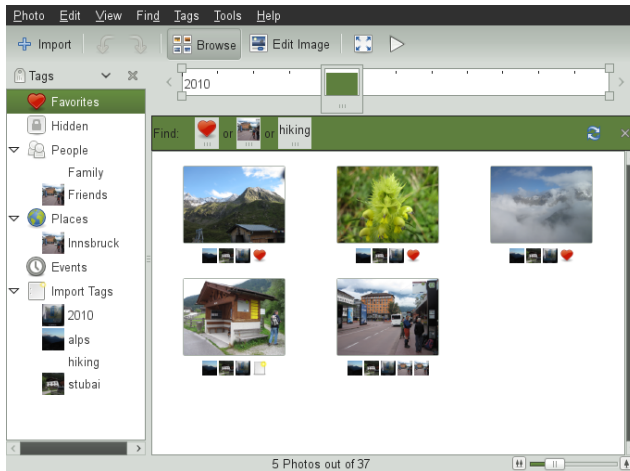 Photo Edit View Find Tags Tools Help
Import Browse Edit Image
Tags
2010
Favorites
Find: or or hiking
Hidden
People
Family
Friends
Places
Innsbruck
Events
Import Tags
2010
alps
hiking
stubai
5 Photos out of 37